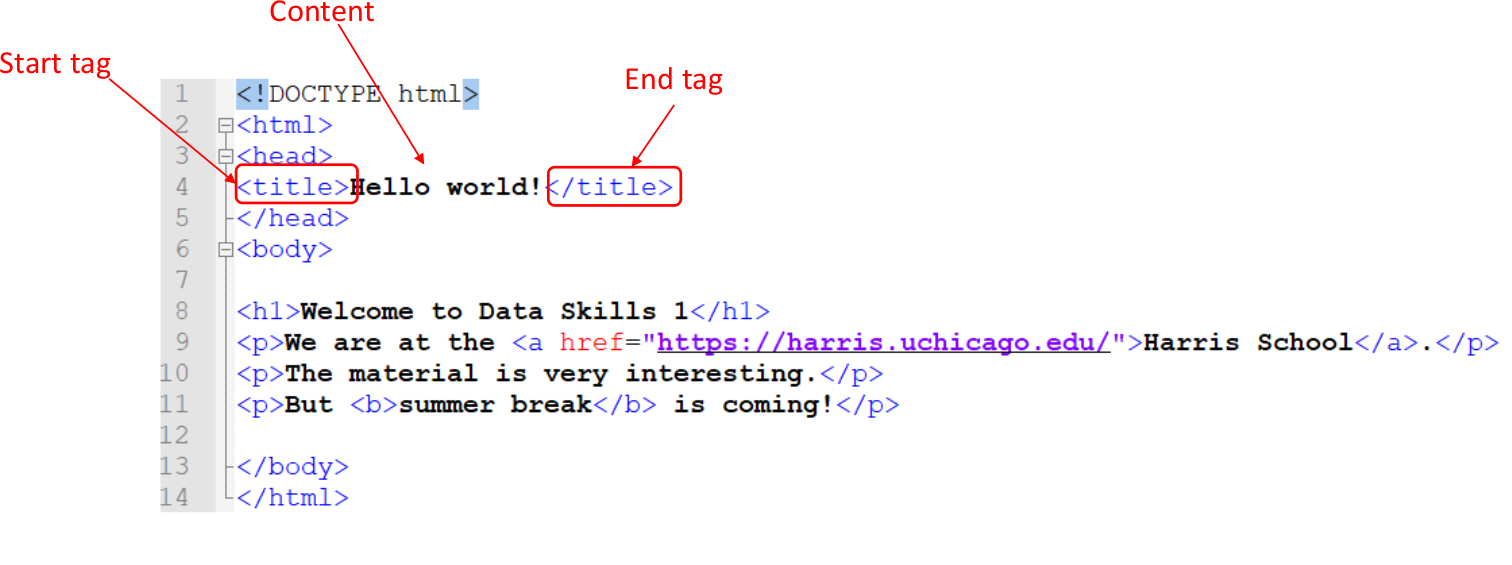 Content
Start tag
End tag
1 <!DOCTYPE html>
2 <html>
3 <head>
4 <title>Hello world!</title>
5 </head>
6 <body>
7
8 <h1>Welcome to Data Skills 1</h1>
9 <p>We are at the <a href="https://harris.uchicago.edu/">Harris School</a>.</p>
10 <p>The material is very interesting.</p>
11 <p>But <b>summer break</b> is coming!</p>
12
13 </body>
14 </html>